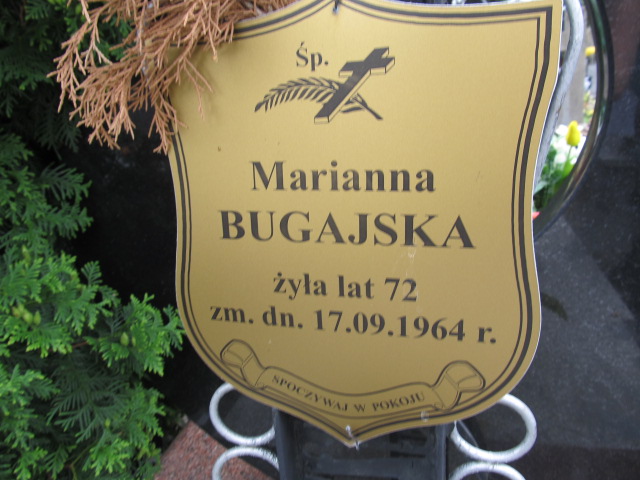 Śp.
Marianna
BUGAJSKA
żyła lat 72
zm. dn. 17.09.1964 r.
SPOCZYWAJ W POKOJU